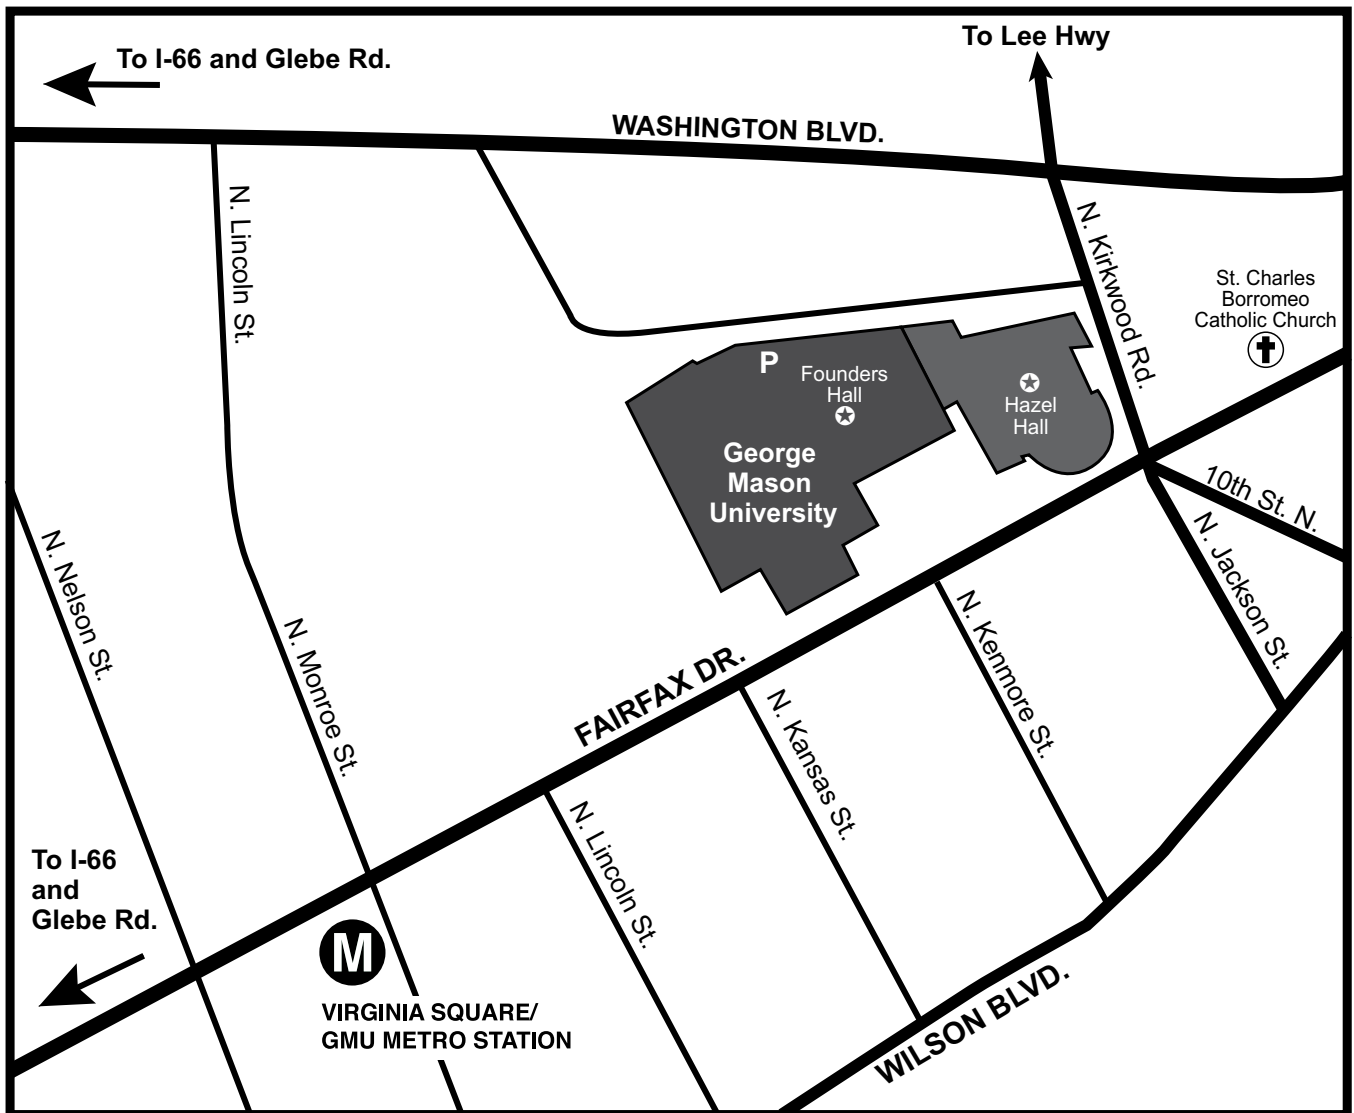 To Lee Hwy
To I-66 and Glebe Rd.
WASHINGTON BLVD.
N. Lincoln St.
N. Kirkwood Rd.
St. Charles
Borromeo
Catholic Church
P
Founders
Hall
Hazel
Hall
George
Mason
University
10th St. N.
N. Jackson St.
N. Nelson St.
N. Monroe St.
N. Kenmore St.
FAIRFAX DR.
N. Kansas St.
N. Lincoln St.
To I-66
and
Glebe Rd.
M
VIRGINIA SQUARE/
GMU METRO STATION
WILSON BLVD.